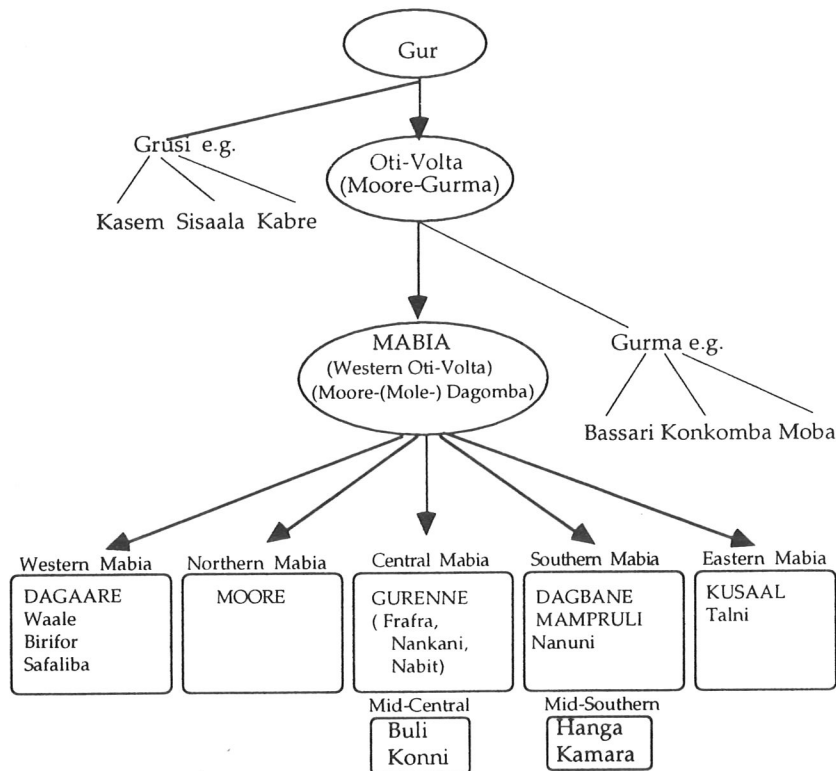 Gur
Grusi e.g.
Kasem Sisaala Kabre
Oti-Volta
(Moore-Gurma)
MABIA
(Western Oti-Volta)
(Moore-(Mole-) Dagomba)
Gurma e.g.
Bassari Konkomba Moba
Western Mabia
DAGAARE
Waale
Birifor
Safaliba
Northern Mabia
MOORE
Central Mabia
GURENNE
( Frafra,
Nankani,
Nabit)
Mid-Central
Buli
Konni
Southern Mabia
DAGBANE
MAMPRULI
Nanuni
Mid-Southern
Hanga
Kamara
Eastern Mabia
KUSAAL
Talni